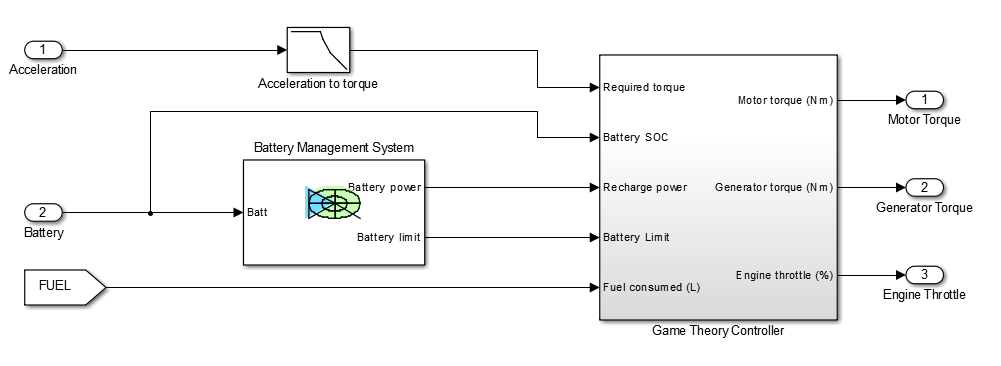 1
Acceleration
Acceleration to torque
2
Battery
Battery Management System
Batt
Battery power
Battery limit
FUEL
Required torque
Battery SOC
Recharge power
Battery Limit
Fuel consumed (L)
Motor torque (Nm)
Generator torque (Nm)
Engine throttle (%)
Game Theory Controller
1
Motor Torque
2
Generator Torque
3
Engine Throttle